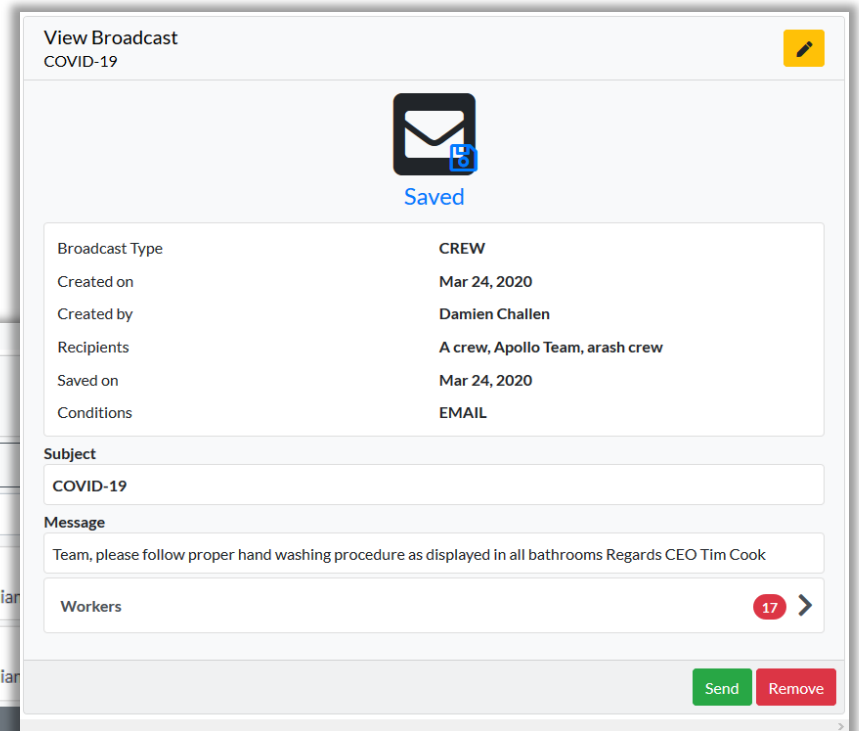 View Broadcast
COVID-19
Saved
Broadcast Type CREW
Created on Mar 24, 2020
Created by Damien Challen
Recipients A crew, Apollo Team, arash crew
Saved on Mar 24, 2020
Conditions EMAIL
Subject
COVID-19
Message
Team, please follow proper hand washing procedure as displayed in all bathrooms Regards CEO Tim Cook
Workers 17
Send Remove